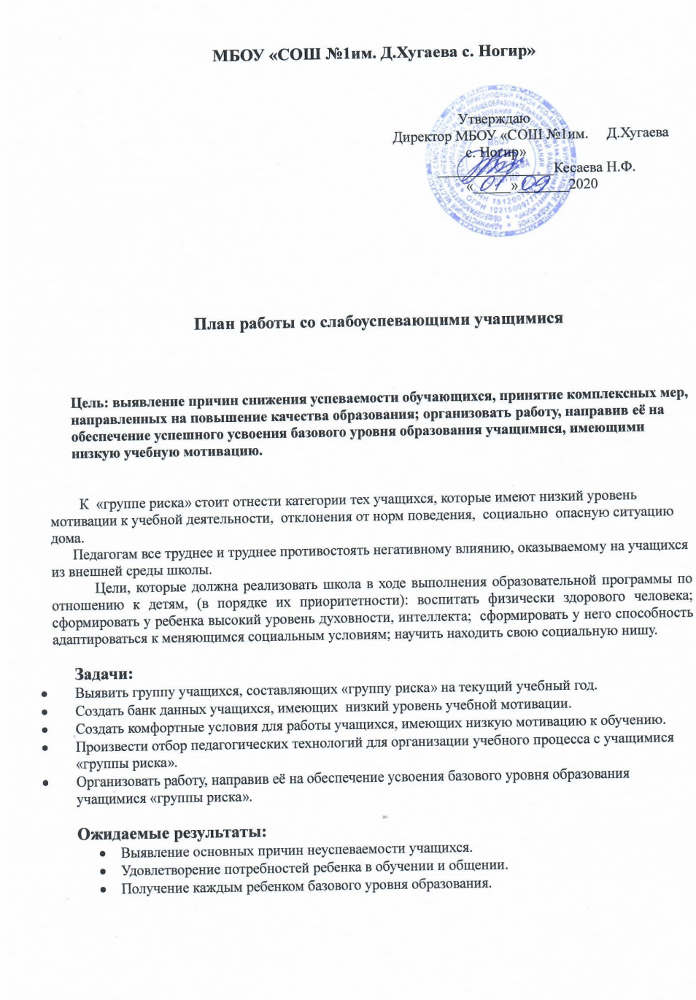 МБОУ «СОШ №1им. Д.Хугаева с. Ногир»
Утверждаю
Директор МБОУ «СОШ №1им. Д.Хугаева
с. Ногир»
Кесаева Н.Ф.
«01»09 2020
План работы со слабоуспевающими учащимися
Цель: выявление причин снижения успеваемости обучающихся, принятие комплексных мер,
направленных на повышение качества образования; организовать работу, направив её на
обеспечение успешного усвоения базового уровня образования учащимися, имеющими
низкую учебную мотивацию.
К «группе риска» стоит отнести категории тех учащихся, которые имеют низкий уровень
мотивации к учебной деятельности, отклонения от норм поведения, социально опасную ситуацию
дома.
Педагогам все труднее и труднее противостоять негативному влиянию, оказываемому на учащихся
из внешней среды школы.
Цели, которые должна реализовать школа в ходе выполнения образовательной программы по
отношению к детям, (в порядке их приоритетности): воспитать физически здорового человека;
сформировать у ребенка высокий уровень духовности, интеллекта; сформировать у него способность
адаптироваться к меняющимся социальным условиям; научить находить свою социальную нишу.
Задачи:
• Выявить группу учащихся, составляющих «группу риска» на текущий учебный год.
• Создать банк данных учащихся, имеющих низкий уровень учебной мотивации.
• Создать комфортные условия для работы учащихся, имеющих низкую мотивацию к обучению.
• Произвести отбор педагогических технологий для организации учебного процесса с учащимися
«группы риска».
• Организовать работу, направив её на обеспечение усвоения базового уровня образования
учащимися «группы риска».
Ожидаемые результаты:
• Выявление основных причин неуспеваемости учащихся.
• Удовлетворение потребностей ребенка в обучении и общении.
• Получение каждым ребенком базового уровня образования.